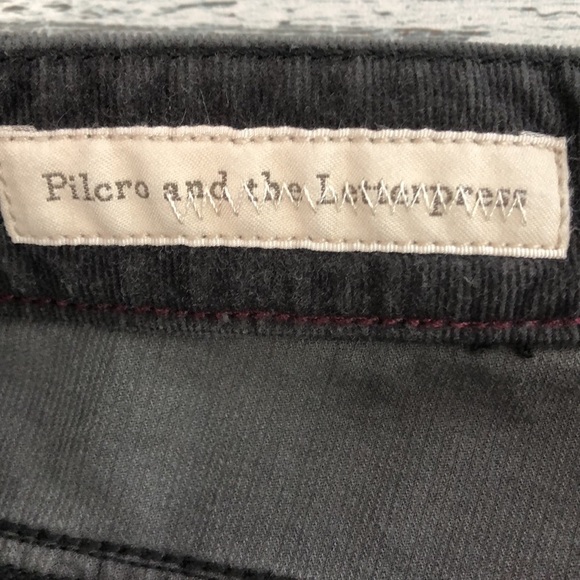 Pilcro and the Letterpress